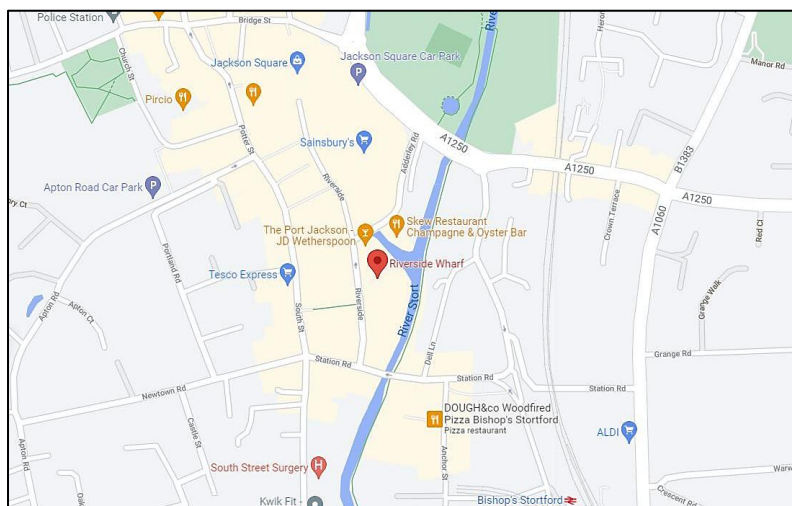 Police Station
Bridge St
Church St
Jackson Square Car Park
Jackson Square
Pircio
Potter St
Sainsbury's
Adderley Rd
A1250
A1250
A1250
B1383
Manor Rd
Apton Road Car Park
Riverside
The Port Jackson -
JD Wetherspoon
Skew Restaurant
Champagne & Oyster Bar
Riverside Wharf
Crown Terrace
A1060
Red Cl
Portland Rd
Tesco Express
Apton Rd
Apton Ct
South St
Riverside
River Stort
Grange Walk
Dell Ln
Station Rd
Station Rd
Station Rd
Grange Rd
Newtown Rd
Castle St
DOUGH&co Woodfired
Pizza Bishop's Stortford
Pizza restaurant
ALDI
Apton Rd
South Street Surgery
Anchor St
Kwik Fit -
Bishop's Stortford
Crescent Rd